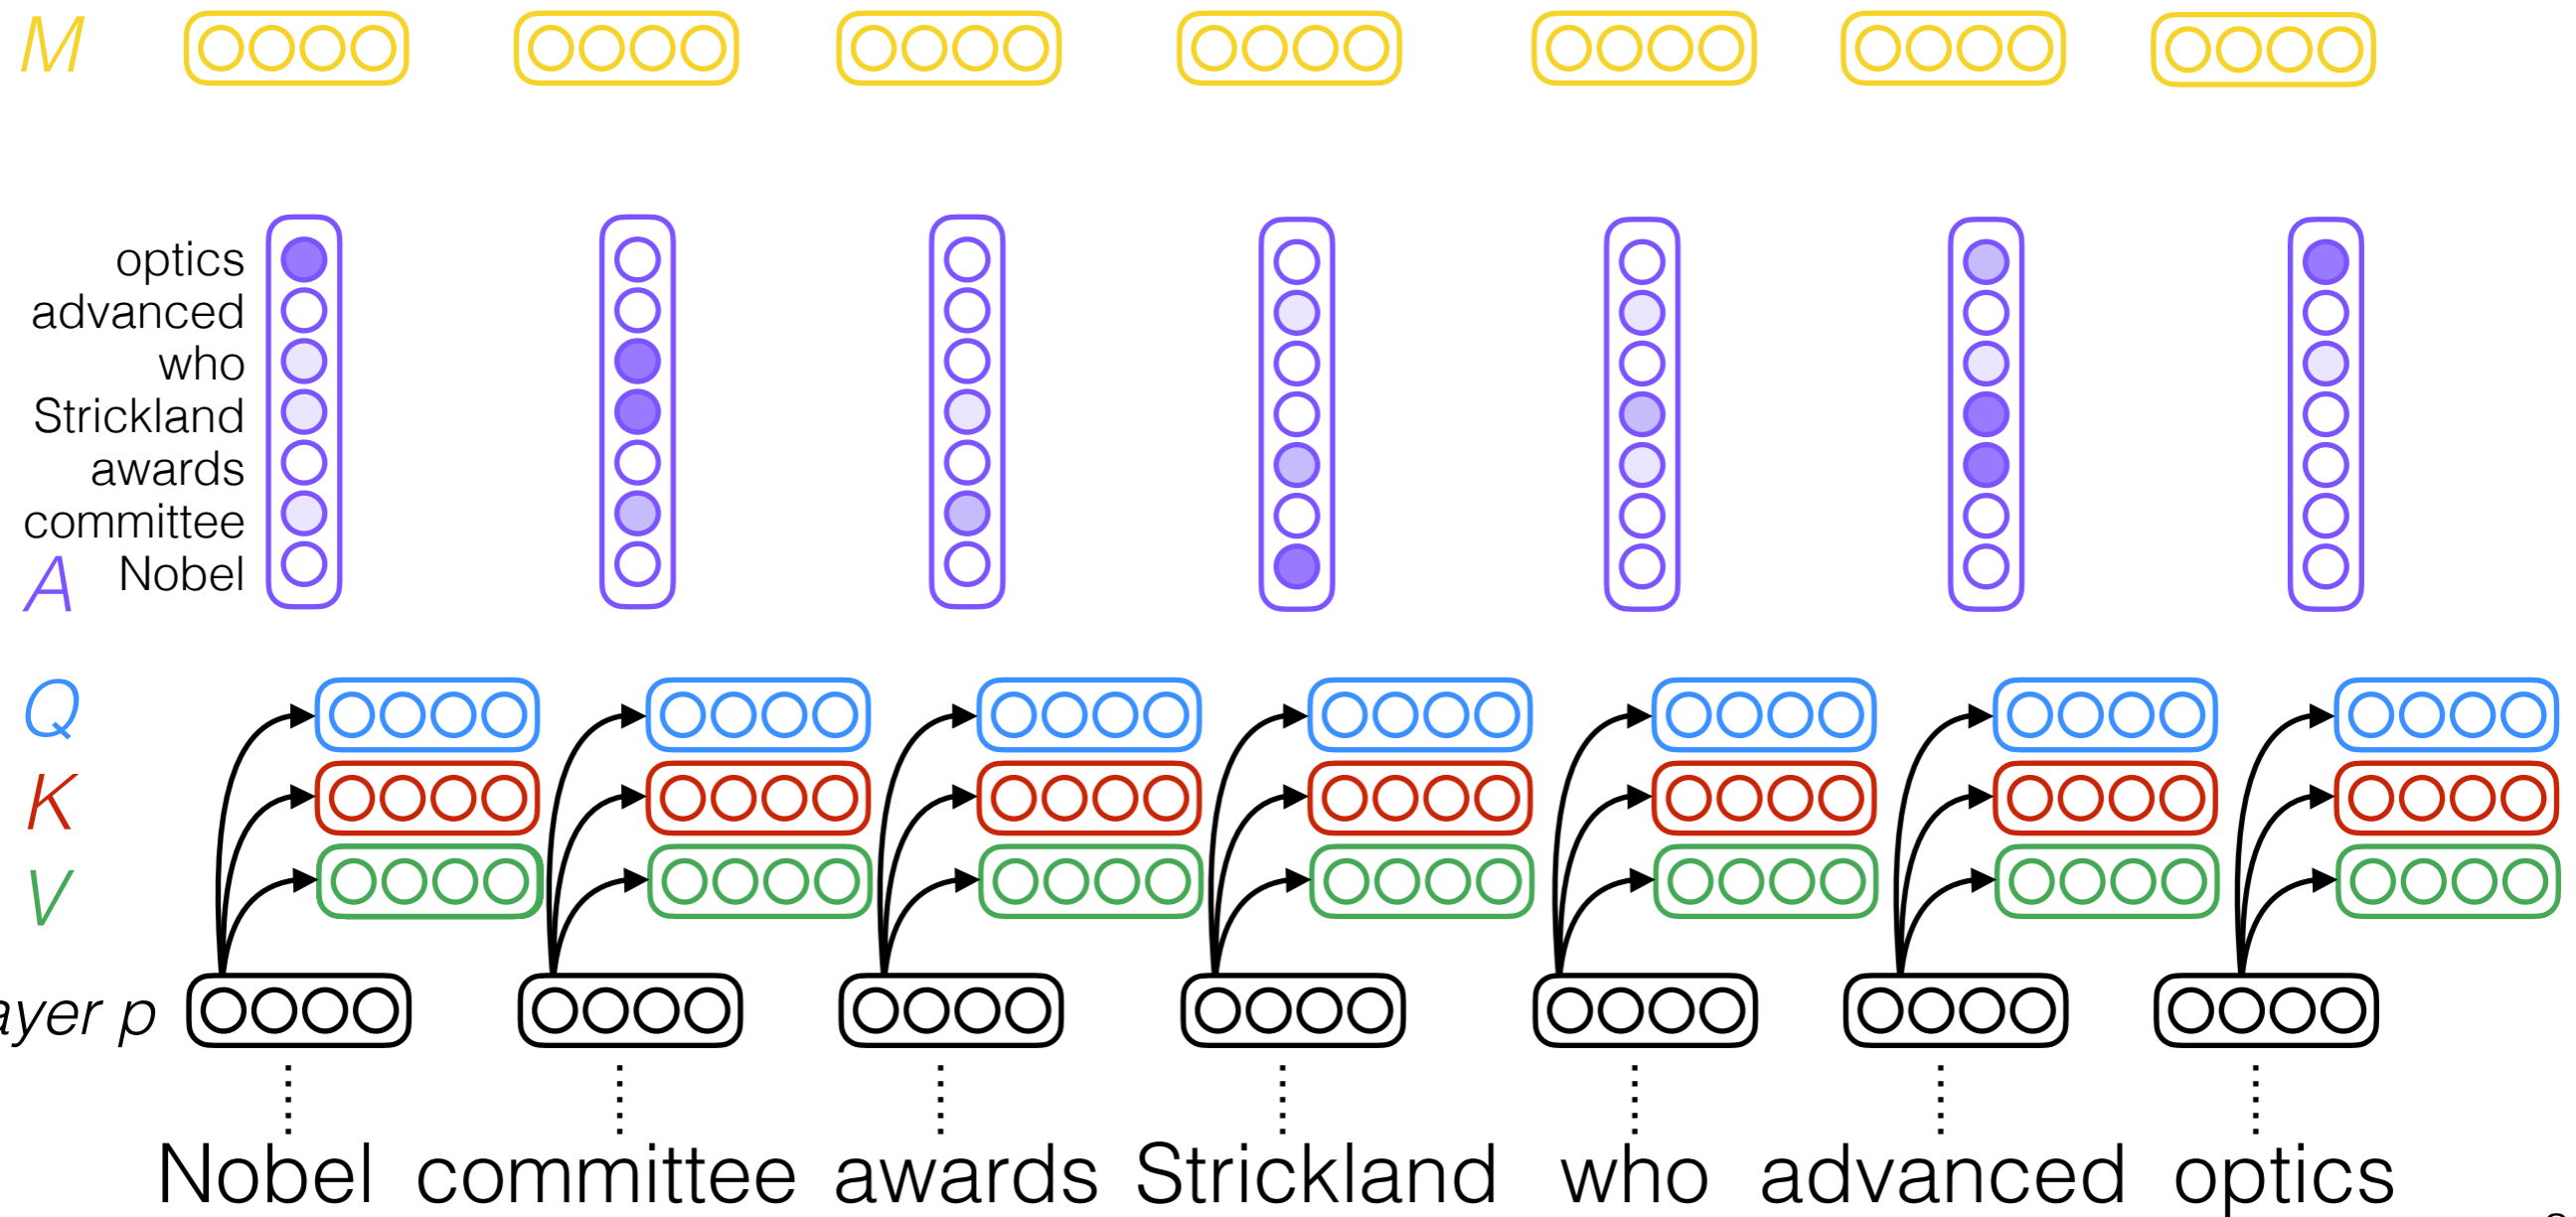 M
optics
advanced
who
Strickland
awards
committee
A Nobel
Q
K
V
ayer p
Nobel committee awards Strickland who advanced optics